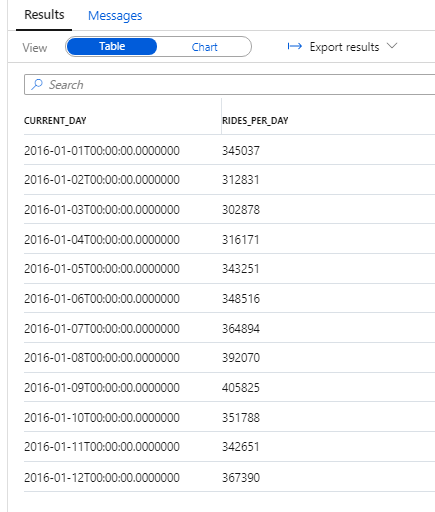 Results Messages
View Table Chart Export results
Search
CURRENT_DAY RIDES_PER_DAY
2016-01-01T00:00:00.0000000 345037
2016-01-02T00:00:00.0000000 312831
2016-01-03T00:00:00.0000000 302878
2016-01-04T00:00:00.0000000 316171
2016-01-05T00:00:00.0000000 343251
2016-01-06T00:00:00.0000000 348516
2016-01-07T00:00:00.0000000 364894
2016-01-08T00:00:00.0000000 392070
2016-01-09T00:00:00.0000000 405825
2016-01-10T00:00:00.0000000 351788
2016-01-11T00:00:00.0000000 342651
2016-01-12T00:00:00.0000000 367390